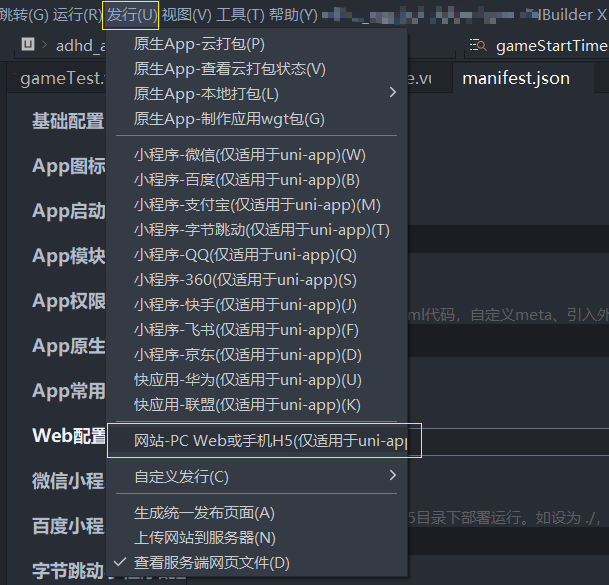 跳转(G) 运行(R) 发行(U) 视图(V) 工具(T) 帮助(Y) IBuilder X
adhd_a gameStartTime
gameTest. e.vu manifest.json
原生App-云打包(P)
原生App-查看云打包状态(V)
原生App-本地打包(L)
原生App-制作应用wgt包(G)
小程序-微信(仅适用于uni-app)(W)
小程序-百度(仅适用于uni-app)(B)
小程序-支付宝(仅适用于uni-app)(M)
小程序-字节跳动(仅适用于uni-app)(T)
小程序-QQ(仅适用于uni-app)(Q)
小程序-360(仅适用于uni-app)(S)
小程序-快手(仅适用于uni-app)(J)
小程序-飞书(仅适用于uni-app)(F)
小程序-京东(仅适用于uni-app)(D)
快应用-华为(仅适用于uni-app)(U)
快应用-联盟(仅适用于uni-app)(K)
网站-PC Web或手机H5(仅适用于uni-app
自定义发行(C)
生成统一发布页面(A)
上传网站到服务器(N)
查看服务端网页文件(D)
基础配置
App图标
App启动
App模块
App权限
App原生
App常用
Web配置
微信小程
百度小程
字节跳动
ml代码，自定义meta、引入外
5目录下部署运行。如设为 ./，